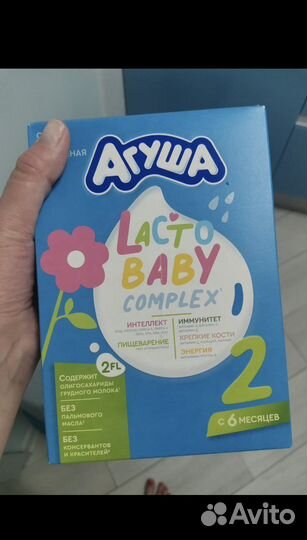 АГУША
LACTO
BABY
COMPLEX
ИНТЕЛЛЕКТ
ИММУНИТЕТ
ПИЩЕВАРЕНИЕ
КРЕПКИЕ КОСТИ
ЭНЕРГИЯ
2FL
СОДЕРЖИТ
ОЛИГОСАХАРИДЫ
ГРУДНОГО МОЛОКА*
БЕЗ
ПАЛЬМОВОГО
МАСЛА*
БЕЗ
КОНСЕРВАНТОВ
И КРАСИТЕЛЕЙ*
2
С 6 МЕСЯЦЕВ
Avito